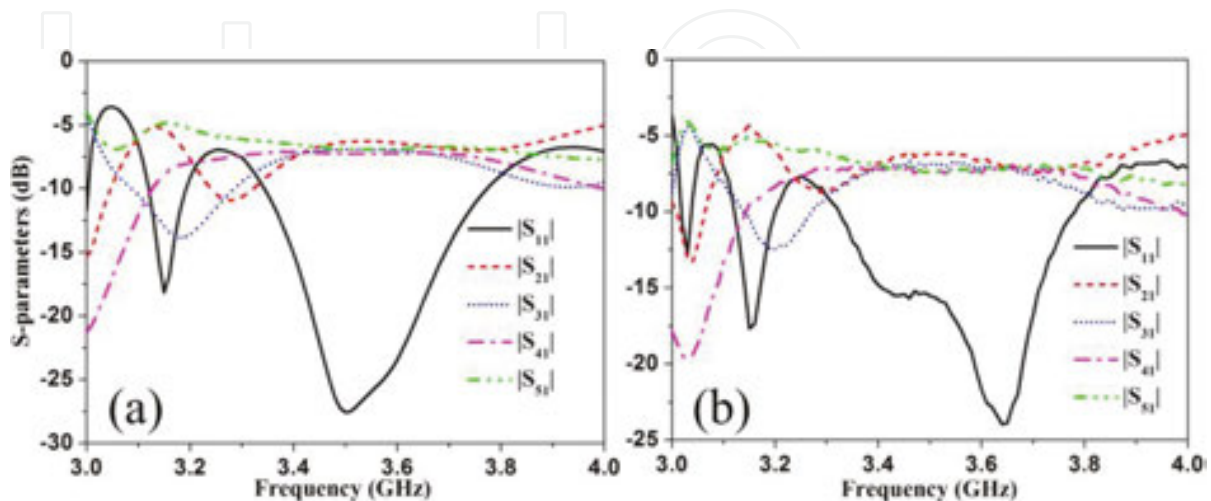 0
-5
-10
-15
-20
-25
-30
S-parameters (dB)
3.0 3.2 3.4 3.6 3.8 4.0
Frequency (GHz)
|S11|
|S21|
|S31|
|S41|
|S51|
(a)
0
-5
-10
-15
-20
-25
3.0 3.2 3.4 3.6 3.8 4.0
Frequency (GHz)
|S11|
|S21|
|S31|
|S41|
|S51|
(b)